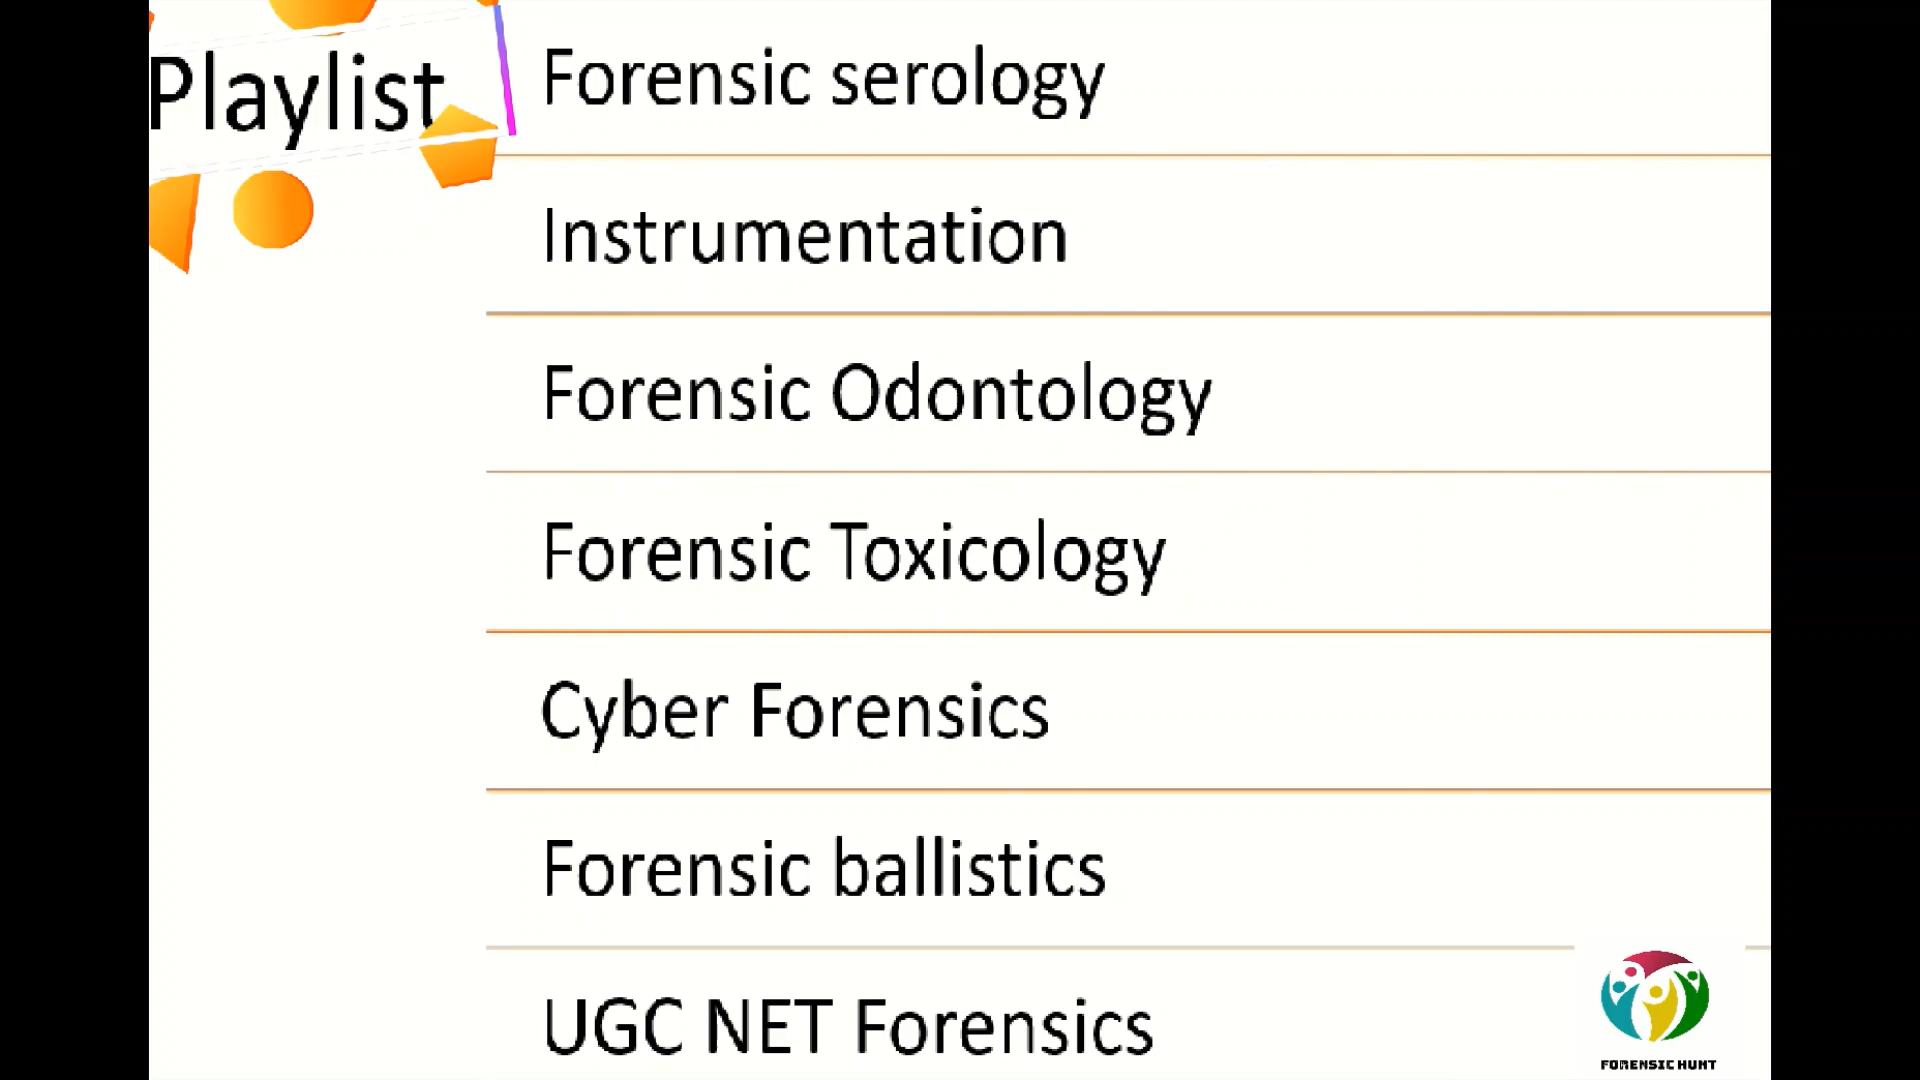 Playlist
Forensic serology
Instrumentation
Forensic Odontology
Forensic Toxicology
Cyber Forensics
Forensic ballistics
UGC NET Forensics
FORENSIC HUNT